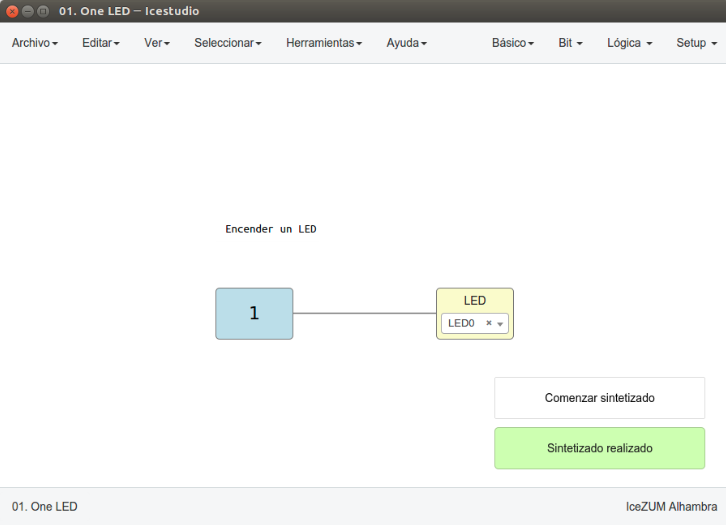 01. One LED – Icestudio
Archivo Editar Ver Seleccionar Herramientas Ayuda Básico Bit Lógica Setup
Encender un LED
1
LED
LED0 ×
Comenzar sintetizado
Sintetizado realizado
01. One LED IceZUM Alhambra